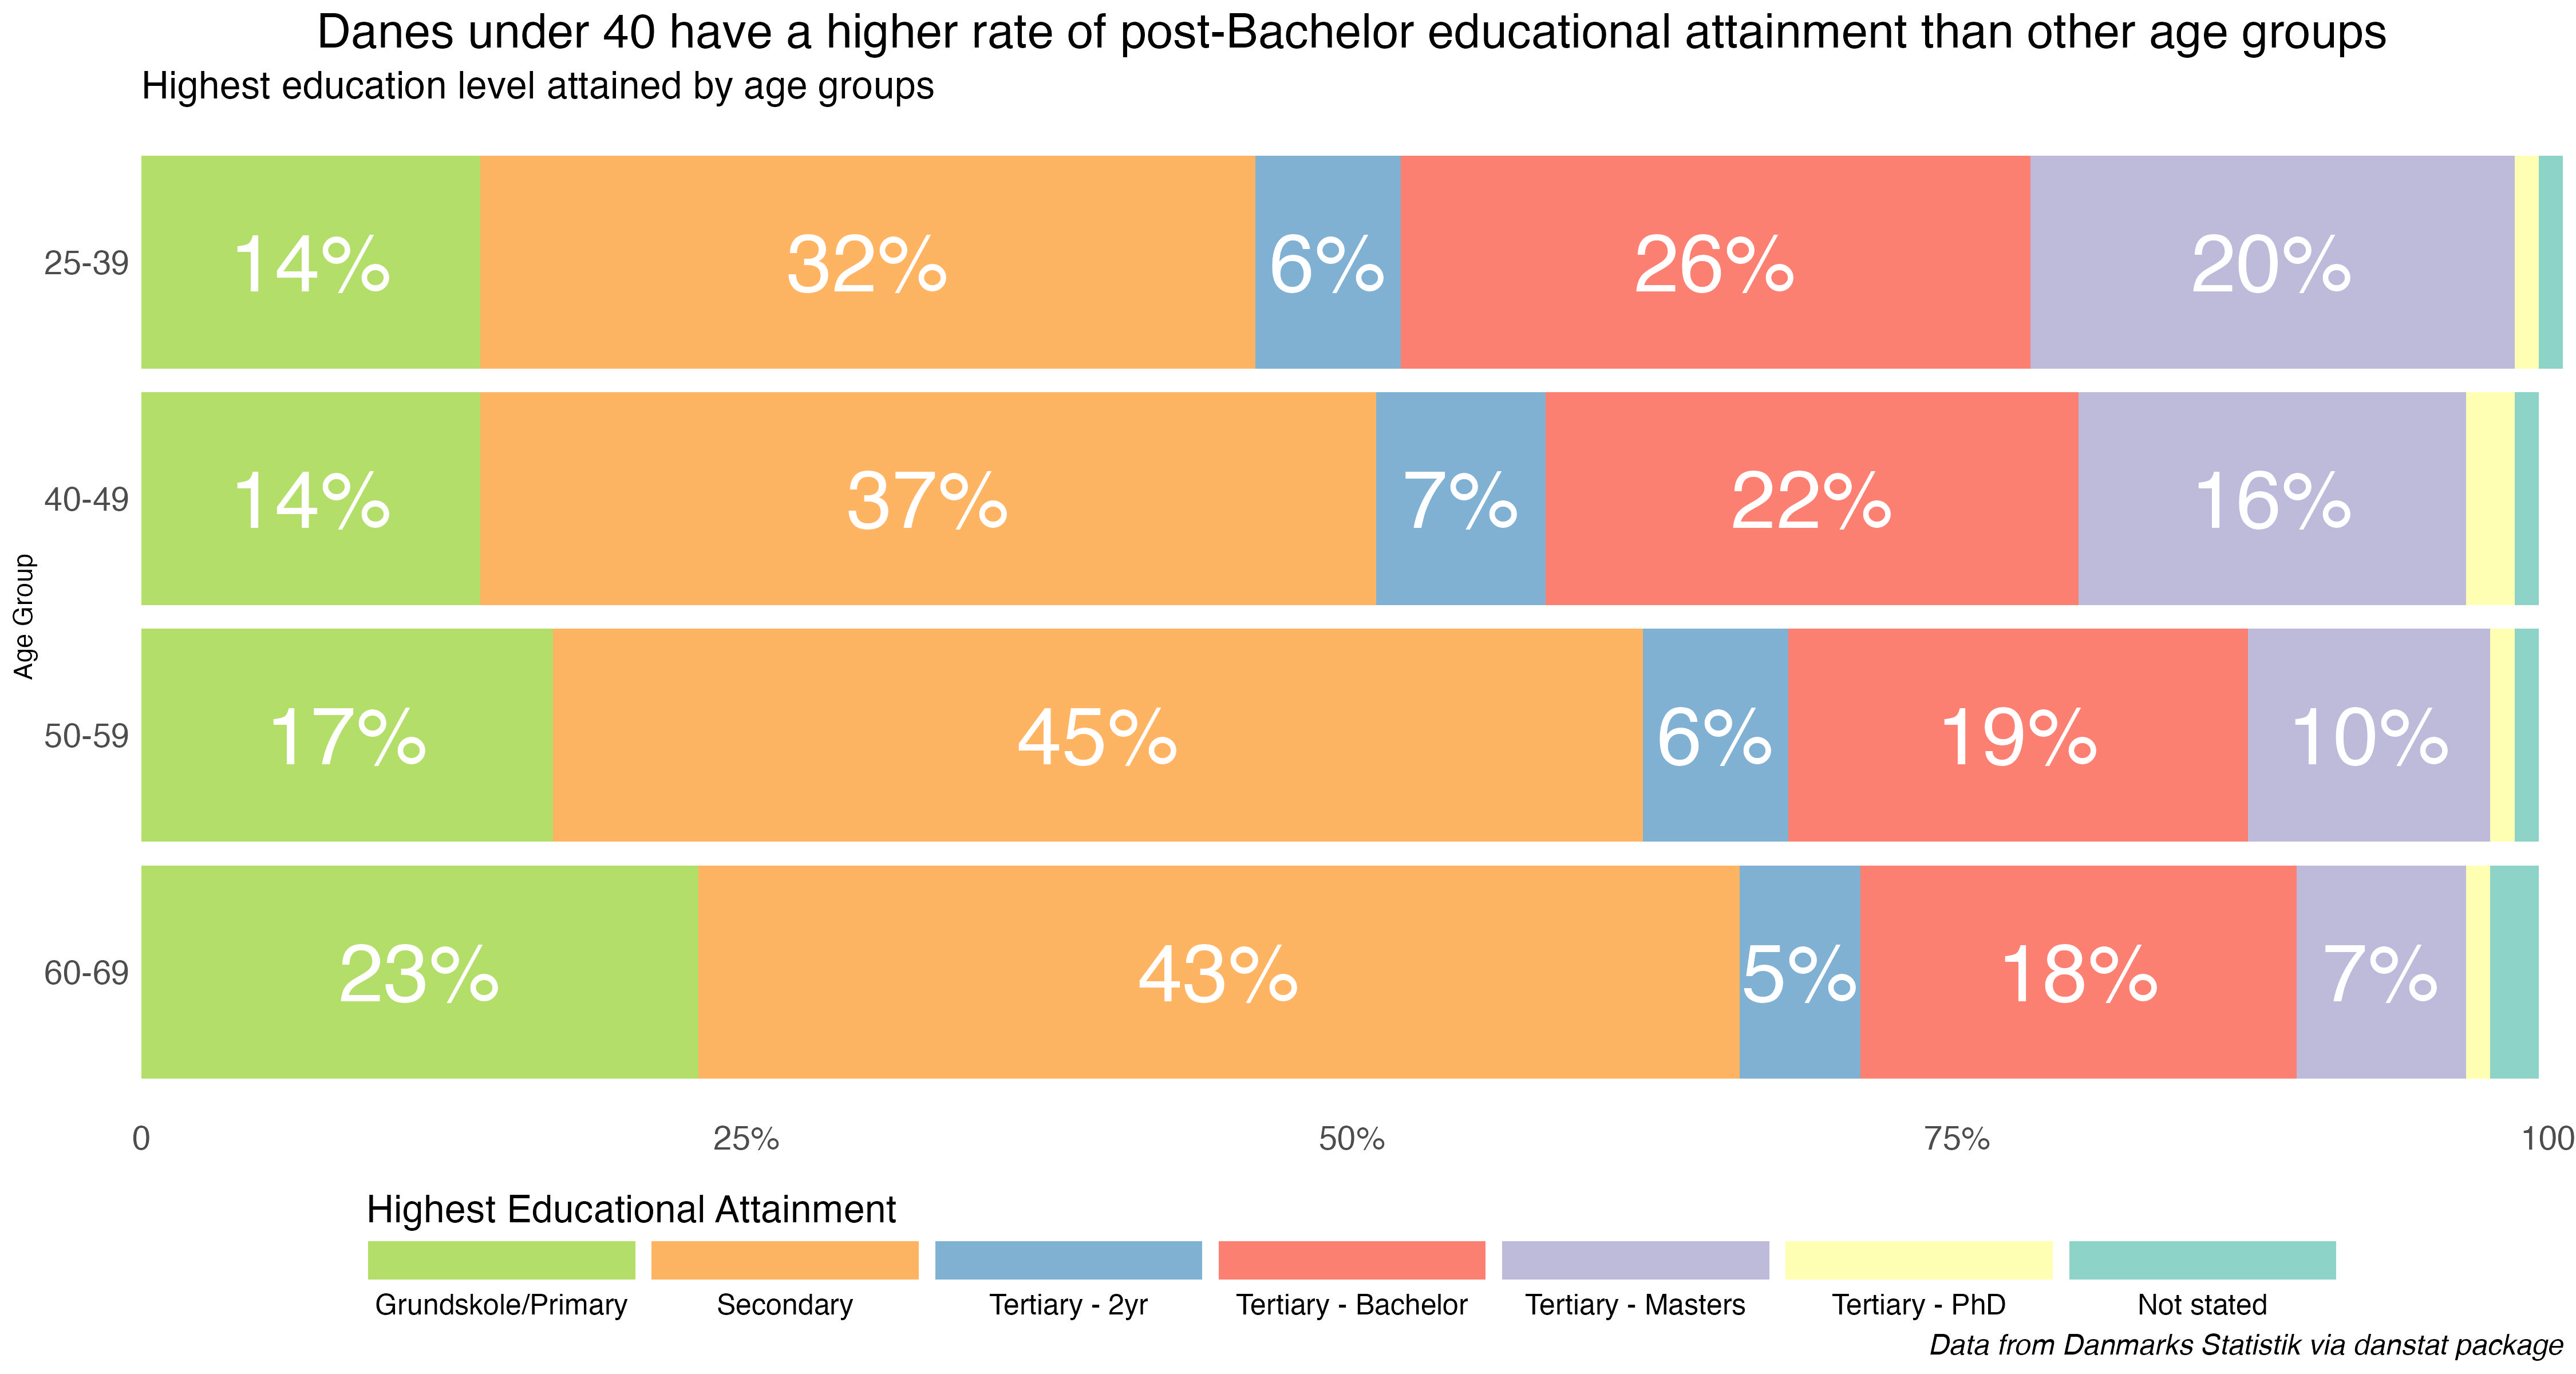 Danes under 40 have a higher rate of post-Bachelor educational attainment than other age groups
Highest education level attained by age groups
Age Group
25-39
14%
32%
6%
26%
20%
40-49
14%
37%
7%
22%
16%
50-59
17%
45%
6%
19%
10%
60-69
23%
43%
5%
18%
7%
0
25%
50%
75%
100
Highest Educational Attainment
Grundskole/Primary
Secondary
Tertiary - 2yr
Tertiary - Bachelor
Tertiary - Masters
Tertiary - PhD
Not stated
Data from Danmarks Statistik via danstat package